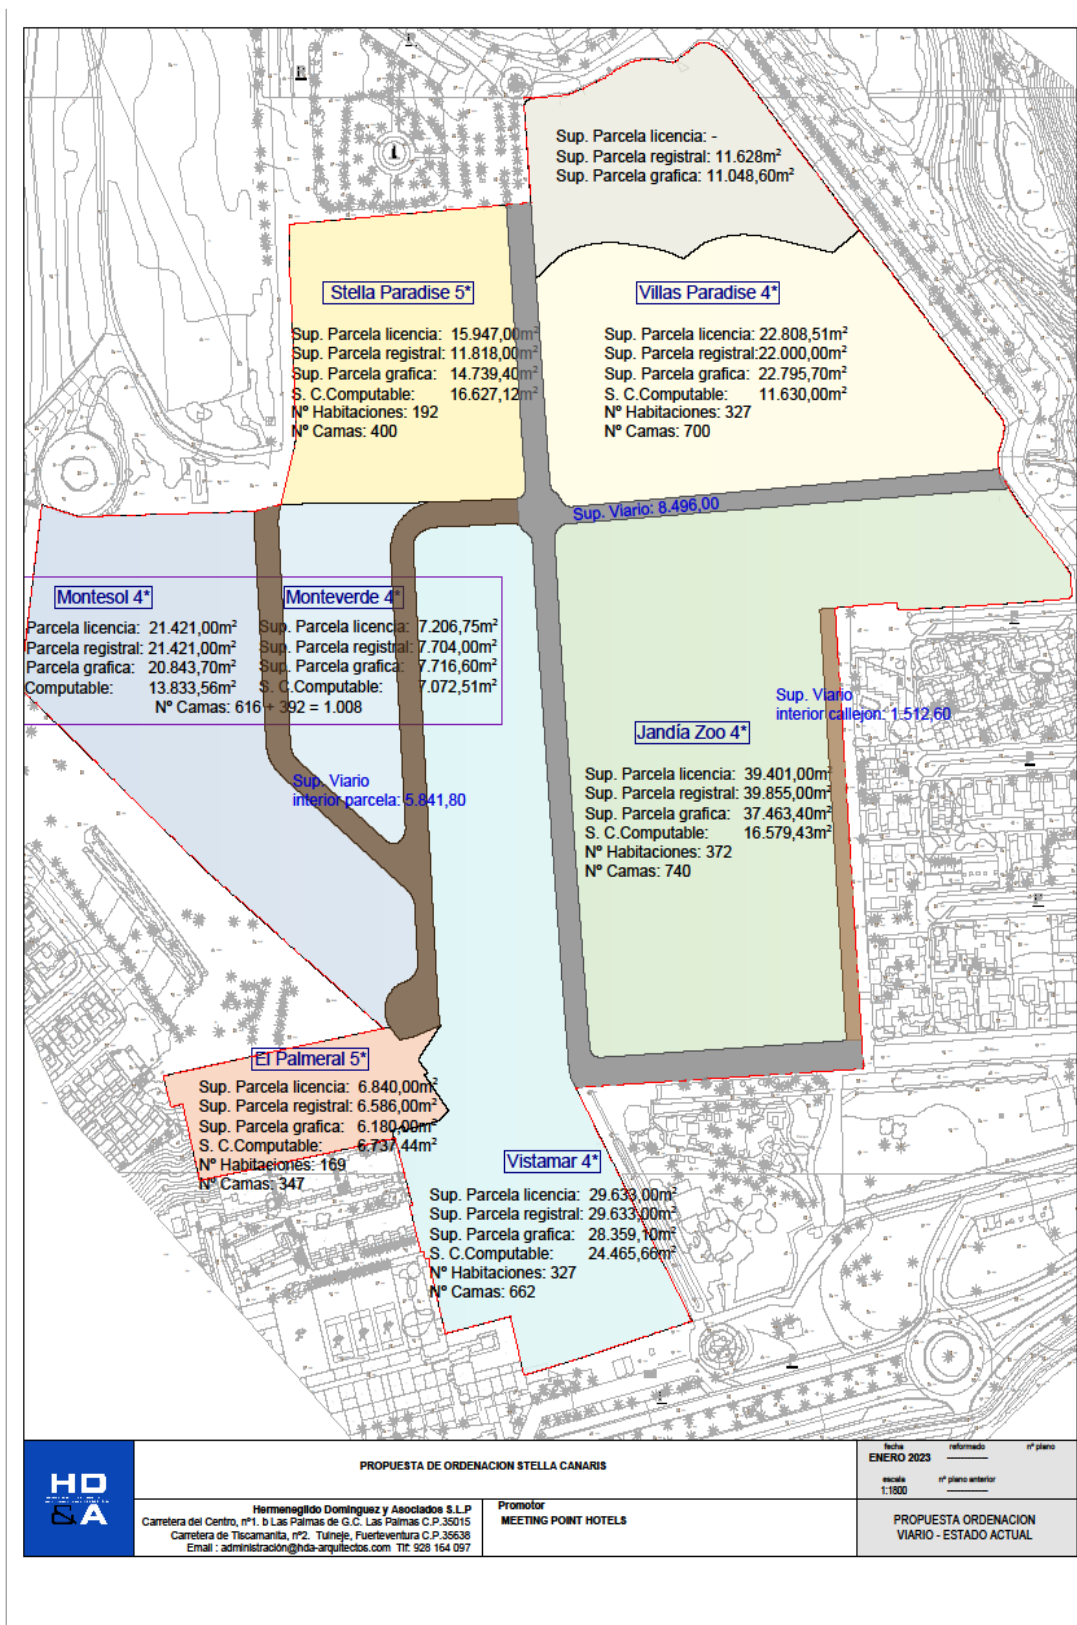 Sup. Parcela licencia: -
Sup. Parcela registral: 11.628m²
Sup. Parcela grafica: 11.048,60m²
Stella Paradise 5*
Sup. Parcela licencia: 15.947,00m²
Sup. Parcela registral: 11.818,00m²
Sup. Parcela grafica: 14.739,40m²
S. C.Computable: 16.627,12m²
Nº Habitaciones: 192
Nº Camas: 400
Villas Paradise 4*
Sup. Parcela licencia: 22.808,51m²
Sup. Parcela registral:22.000,00m²
Sup. Parcela grafica: 22.795,70m²
S. C.Computable: 11.630,00m²
Nº Habitaciones: 327
Nº Camas: 700
Sup. Viario: 8.496,00
Montesol 4*
Parcela licencia: 21.421,00m²
Parcela registral: 21.421,00m²
Parcela grafica: 20.843,70m²
Computable: 13.833,56m²
Monteverde 4*
Sup. Parcela licencia: 7.206,75m²
Sup. Parcela registral: 7.704,00m²
Sup. Parcela grafica: 7.716,60m²
S. C.Computable: 7.072,51m²
Nº Camas: 616 + 392 = 1.008
Sup. Viario
interior parcela: 5.841,80
Sup. Viario
interior callejon: 1.512,60
Jandía Zoo 4*
Sup. Parcela licencia: 39.401,00m²
Sup. Parcela registral: 39.855,00m²
Sup. Parcela grafica: 37.463,40m²
S. C.Computable: 16.579,43m²
Nº Habitaciones: 372
Nº Camas: 740
El Palmeral 5*
Sup. Parcela licencia: 6.840,00m²
Sup. Parcela registral: 6.586,00m²
Sup. Parcela grafica: 6.180,00m²
S. C.Computable: 6.737,44m²
Nº Habitaciones: 169
Nº Camas: 347
Vistamar 4*
Sup. Parcela licencia: 29.633,00m²
Sup. Parcela registral: 29.633,00m²
Sup. Parcela grafica: 28.359,10m²
S. C.Computable: 24.465,66m²
Nº Habitaciones: 327
Nº Camas: 662
HD
&A
PROPUESTA DE ORDENACION STELLA CANARIS
Hermenegildo Domínguez y Asociados S.L.P
Carretera del Centro, nº1. b Las Palmas de G.C. Las Palmas C.P.35015
Carretera de Tiscamanita, nº2. Tuineje, Fuerteventura C.P.35638
Email : administración@hda-arquitectos.com Tlf: 928 164 097
Promotor
MEETING POINT HOTELS
fecha reformado nº plano
ENERO 2023
escala nº plano anterior
1:1800
PROPUESTA ORDENACION
VIARIO - ESTADO ACTUAL